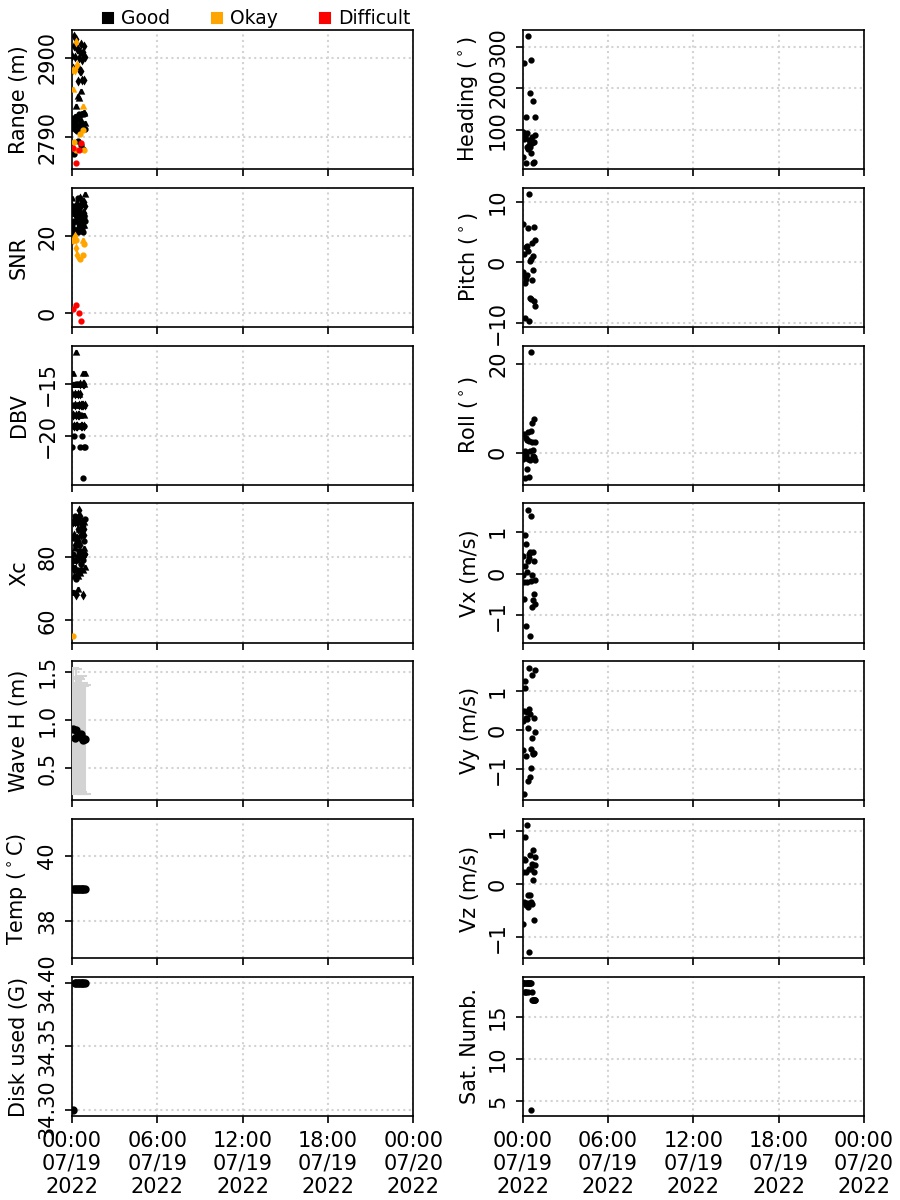 Good Okay Difficult
Range (m)
2900
2790
Heading (°)
300
200
100
SNR
20
0
Pitch (°)
10
0
−10
DBV
−15
−20
Roll (°)
20
0
Xc
80
60
Vx (m/s)
1
0
−1
Wave H (m)
1.5
1.0
0.5
Vy (m/s)
1
0
−1
Temp (°C)
40
38
Vz (m/s)
1
0
−1
Disk used (G)
34.40
34.35
34.30
Sat. Numb.
15
10
5
00:00 06:00 12:00 18:00 00:00
07/19 07/19 07/19 07/19 07/20
2022 2022 2022 2022 2022
00:00 06:00 12:00 18:00 00:00
07/19 07/19 07/19 07/19 07/20
2022 2022 2022 2022 2022